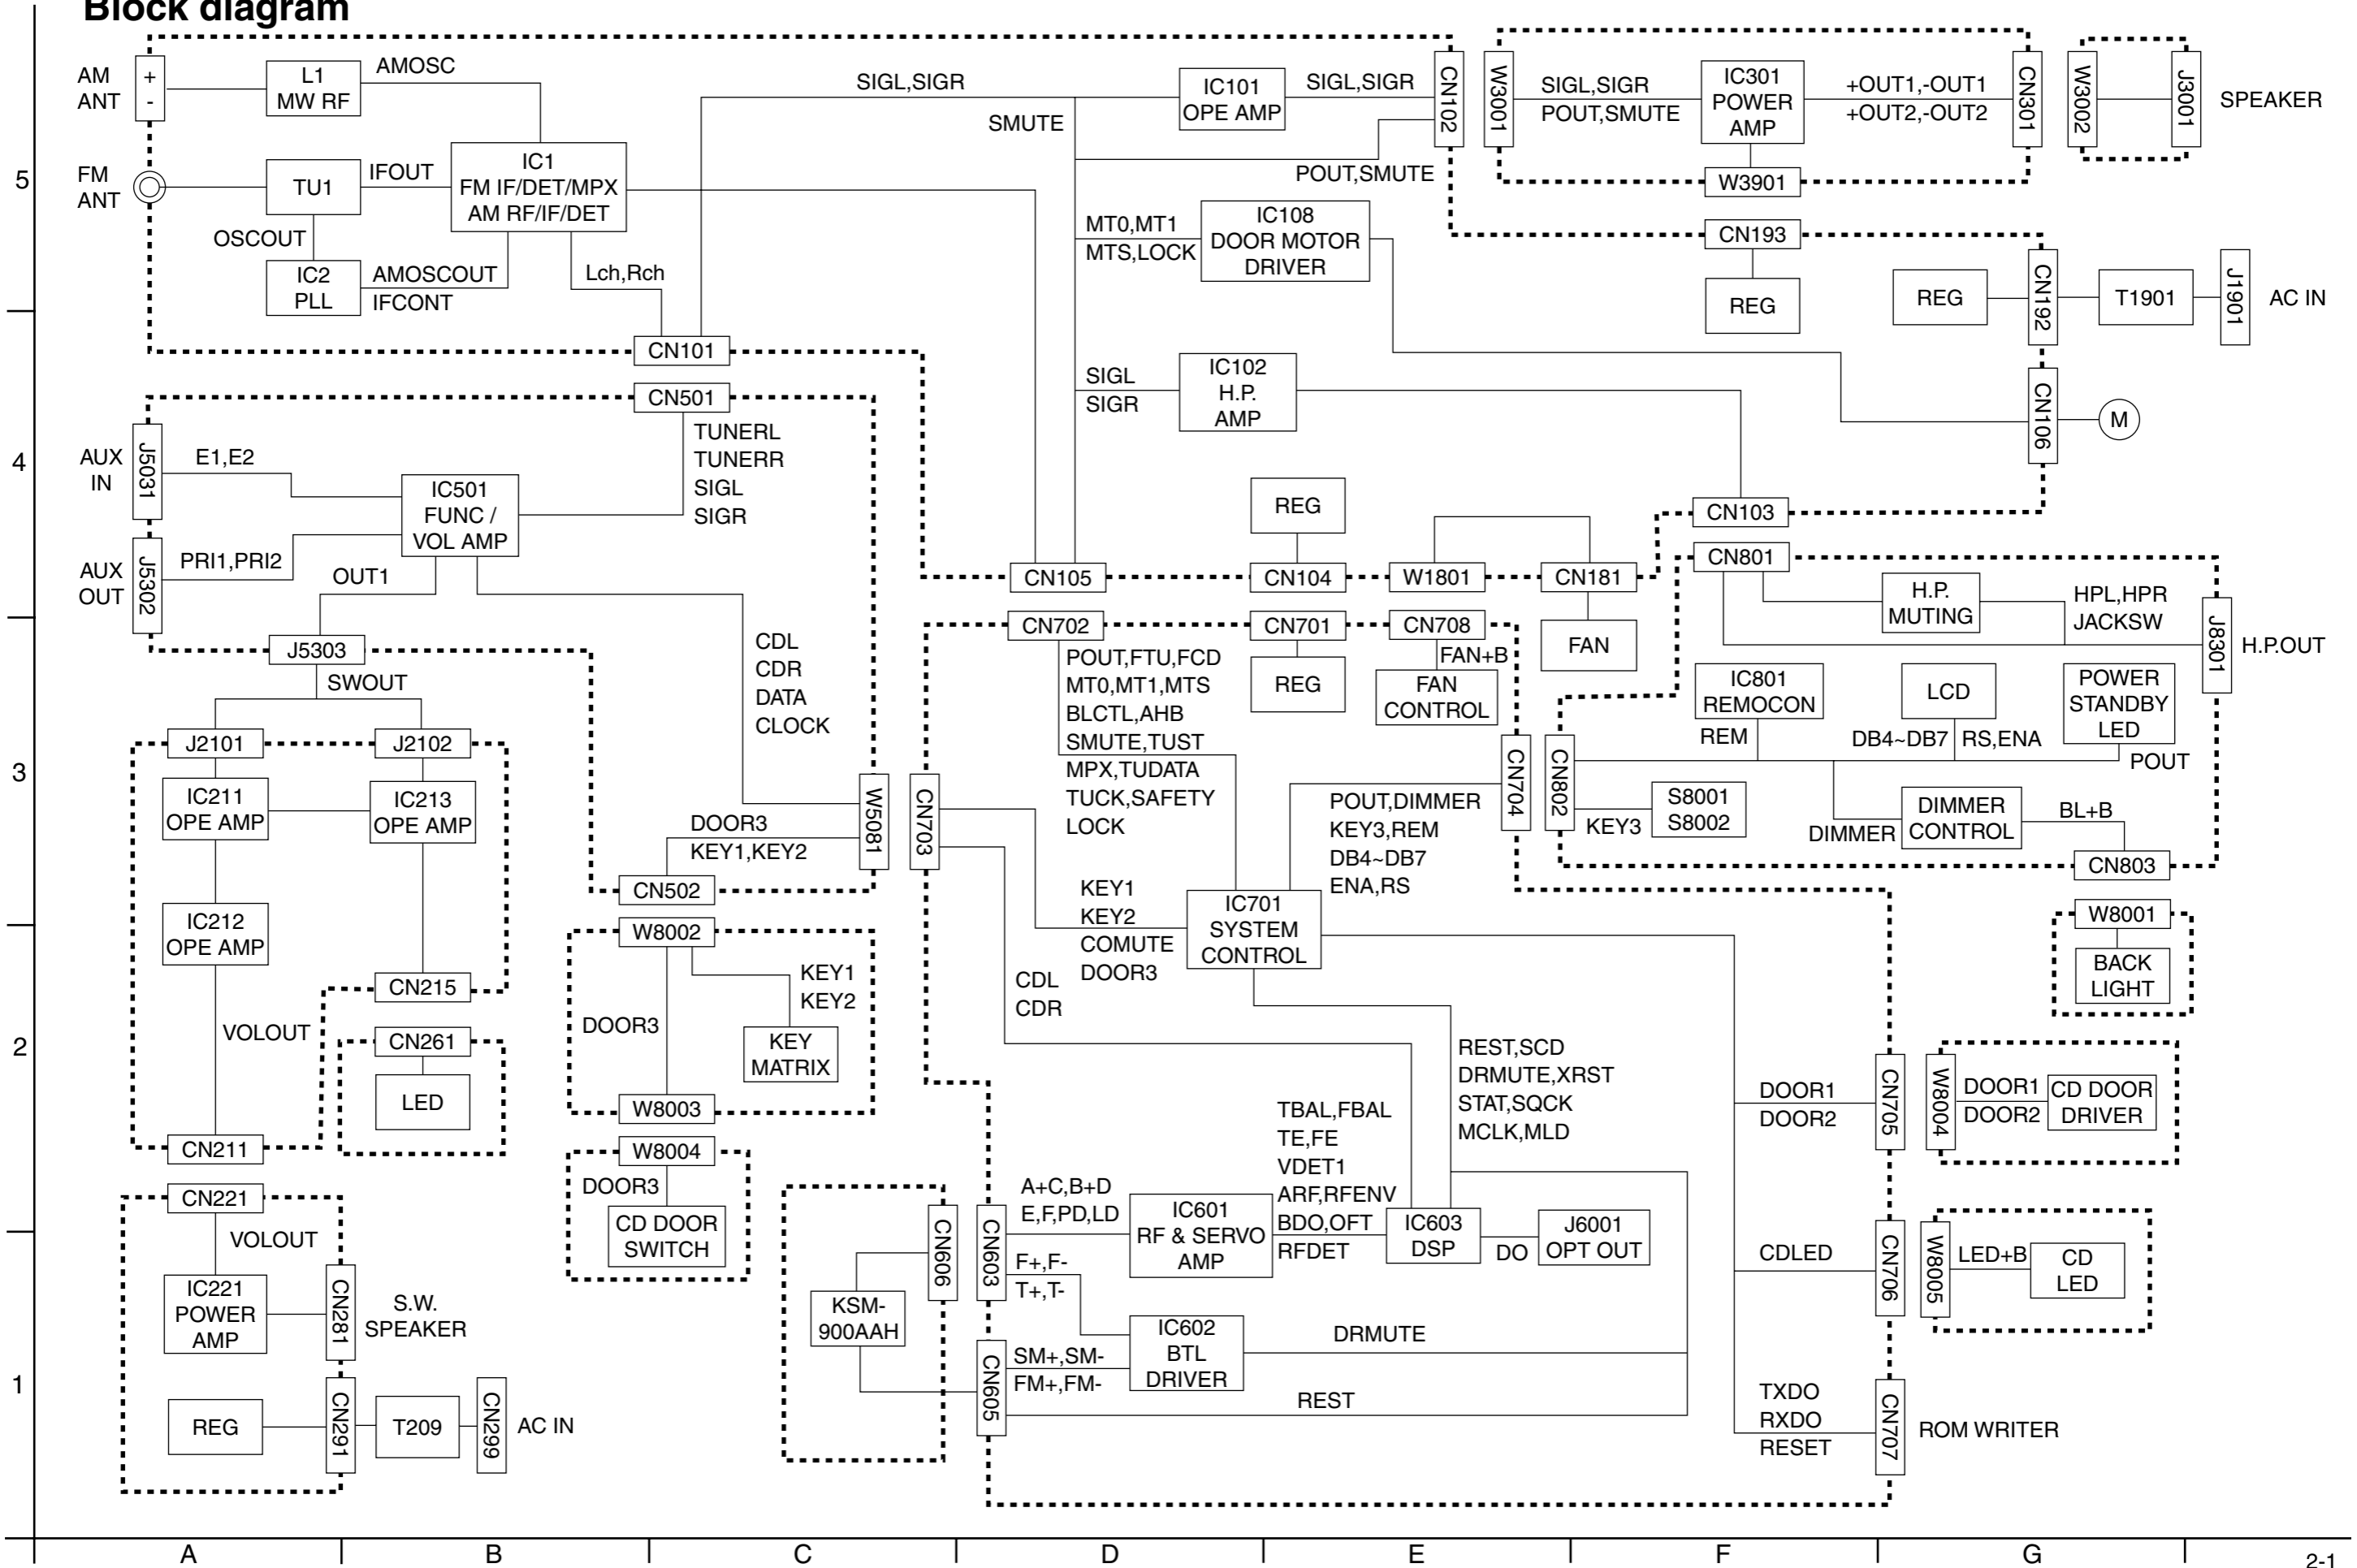 Block diagram
AM
ANT
+
-
L1
MW RF
AMOSC
FM
ANT
TU1
IFOUT
IC1
FM IF/DET/MPX
AM RF/IF/DET
OSCOUT
IC2
PLL
AMOSCOUT
IFCONT
Lch,Rch
CN101
SIGL,SIGR
SMUTE
IC101
OPE AMP
SIGL,SIGR
CN102
POUT,SMUTE
W3001
SIGL,SIGR
POUT,SMUTE
IC301
POWER
AMP
+OUT1,-OUT1
+OUT2,-OUT2
CN301
W3901
W3002
J3001
SPEAKER
MT0,MT1
MTS,LOCK
IC108
DOOR MOTOR
DRIVER
CN193
REG
REG
CN192
T1901
J1901
AC IN
SIGL
SIGR
IC102
H.P.
AMP
CN106
M
REG
CN103
CN105
CN104
W1801
CN181
FAN
CN501
TUNERL
TUNERR
SIGL
SIGR
AUX
IN
J5031
E1,E2
IC501
FUNC /
VOL AMP
AUX
OUT
J5302
PRI1,PRI2
OUT1
J5303
SWOUT
CDL
CDR
DATA
CLOCK
W5081
DOOR3
KEY1,KEY2
CN502
J2101
J2102
IC211
OPE AMP
IC213
OPE AMP
IC212
OPE AMP
CN215
VOLOUT
CN211
CN261
LED
W8002
KEY1
KEY2
DOOR3
KEY
MATRIX
W8003
W8004
DOOR3
CD DOOR
SWITCH
CN221
VOLOUT
IC221
POWER
AMP
CN281
S.W.
SPEAKER
REG
CN291
T209
CN299
AC IN
CN702
CN701
CN708
POUT,FTU,FCD
MT0,MT1,MTS
BLCTL,AHB
SMUTE,TUST
MPX,TUDATA
TUCK,SAFETY
LOCK
REG
FAN+B
FAN
CONTROL
CN703
CN704
POUT,DIMMER
KEY3,REM
DB4~DB7
ENA,RS
KEY1
KEY2
COMUTE
DOOR3
IC701
SYSTEM
CONTROL
CDL
CDR
REST,SCD
DRMUTE,XRST
STAT,SQCK
MCLK,MLD
TBAL,FBAL
TE,FE
VDET1
ARF,RFENV
BDO,OFT
RFDET
A+C,B+D
E,F,PD,LD
IC601
RF & SERVO
AMP
IC603
DSP
DO
J6001
OPT OUT
CN606
CN603
KSM-
900AAH
F+,F-
T+,T-
IC602
BTL
DRIVER
DRMUTE
CN605
SM+,SM-
FM+,FM-
REST
DOOR1
DOOR2
CN705
CDLED
CN706
TXDO
RXDO
RESET
CN707
ROM WRITER
CN801
H.P.
MUTING
HPL,HPR
JACKSW
J8301
H.P.OUT
IC801
REMOCON
REM
LCD
DB4~DB7
RS,ENA
POWER
STANDBY
LED
POUT
CN802
KEY3
S8001
S8002
DIMMER
DIMMER
CONTROL
BL+B
CN803
W8001
BACK
LIGHT
W8004
DOOR1
DOOR2
CD DOOR
DRIVER
W8005
LED+B
CD
LED
5
4
3
2
1
A
B
C
D
E
F
G
2-1